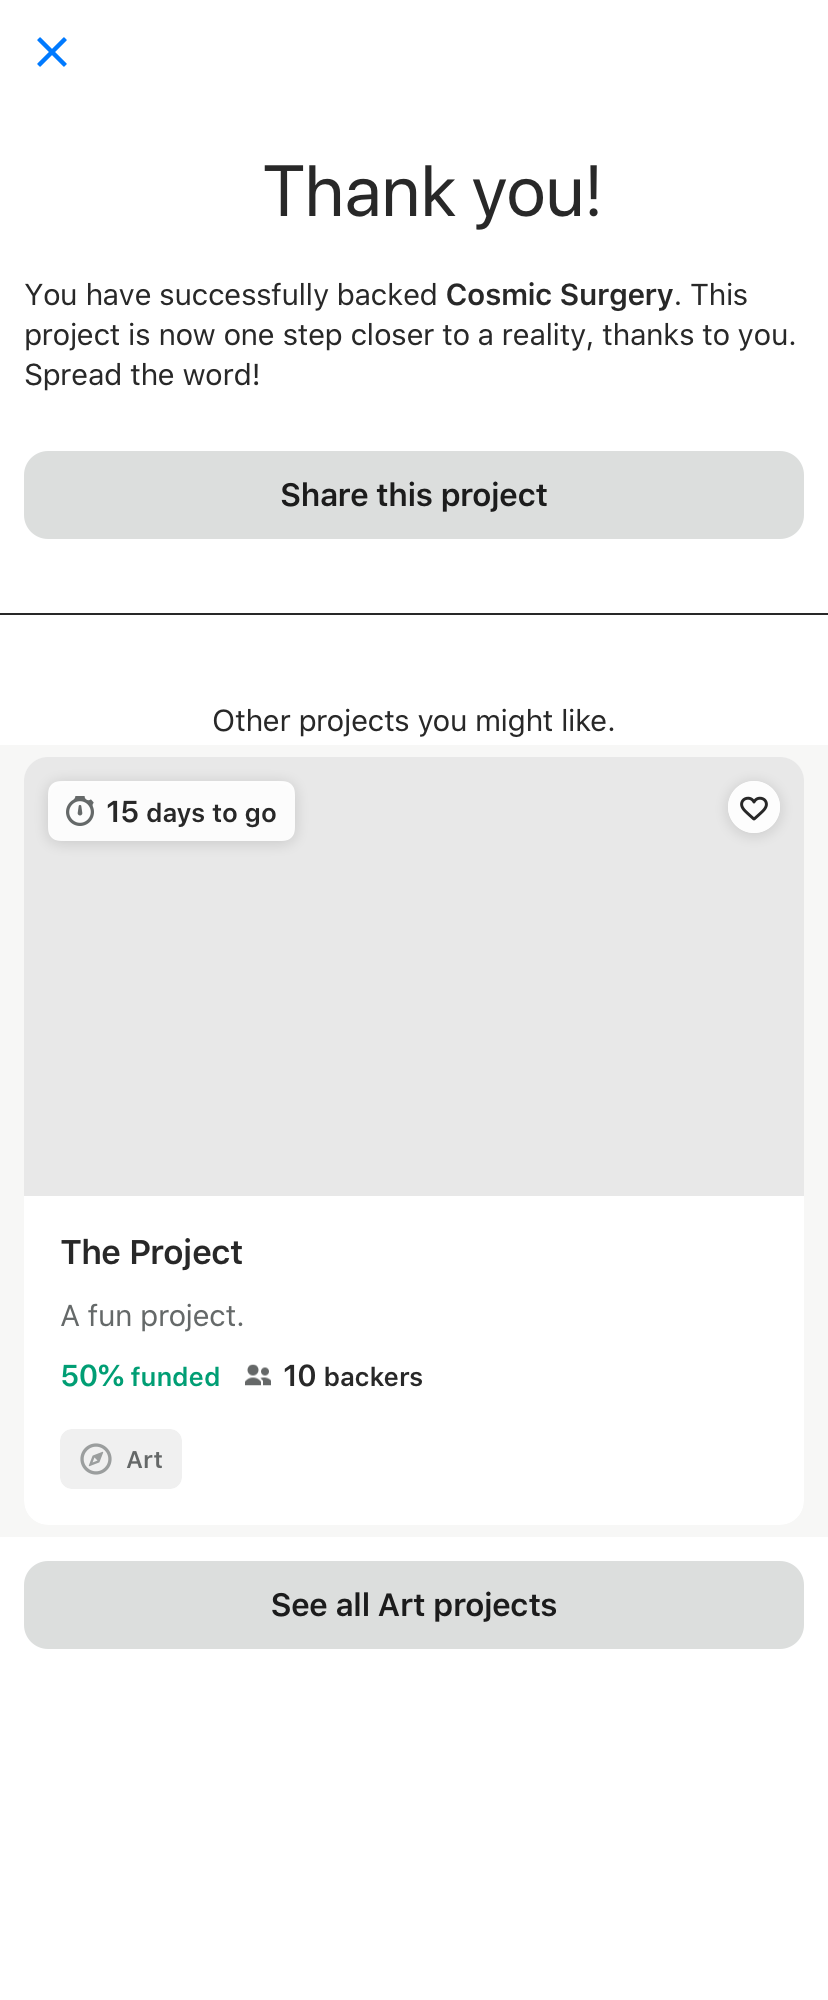 Thank you!
You have successfully backed Cosmic Surgery. This
project is now one step closer to a reality, thanks to you.
Spread the word!
Share this project
Other projects you might like.
15 days to go
The Project
A fun project.
50% funded 10 backers
Art
See all Art projects